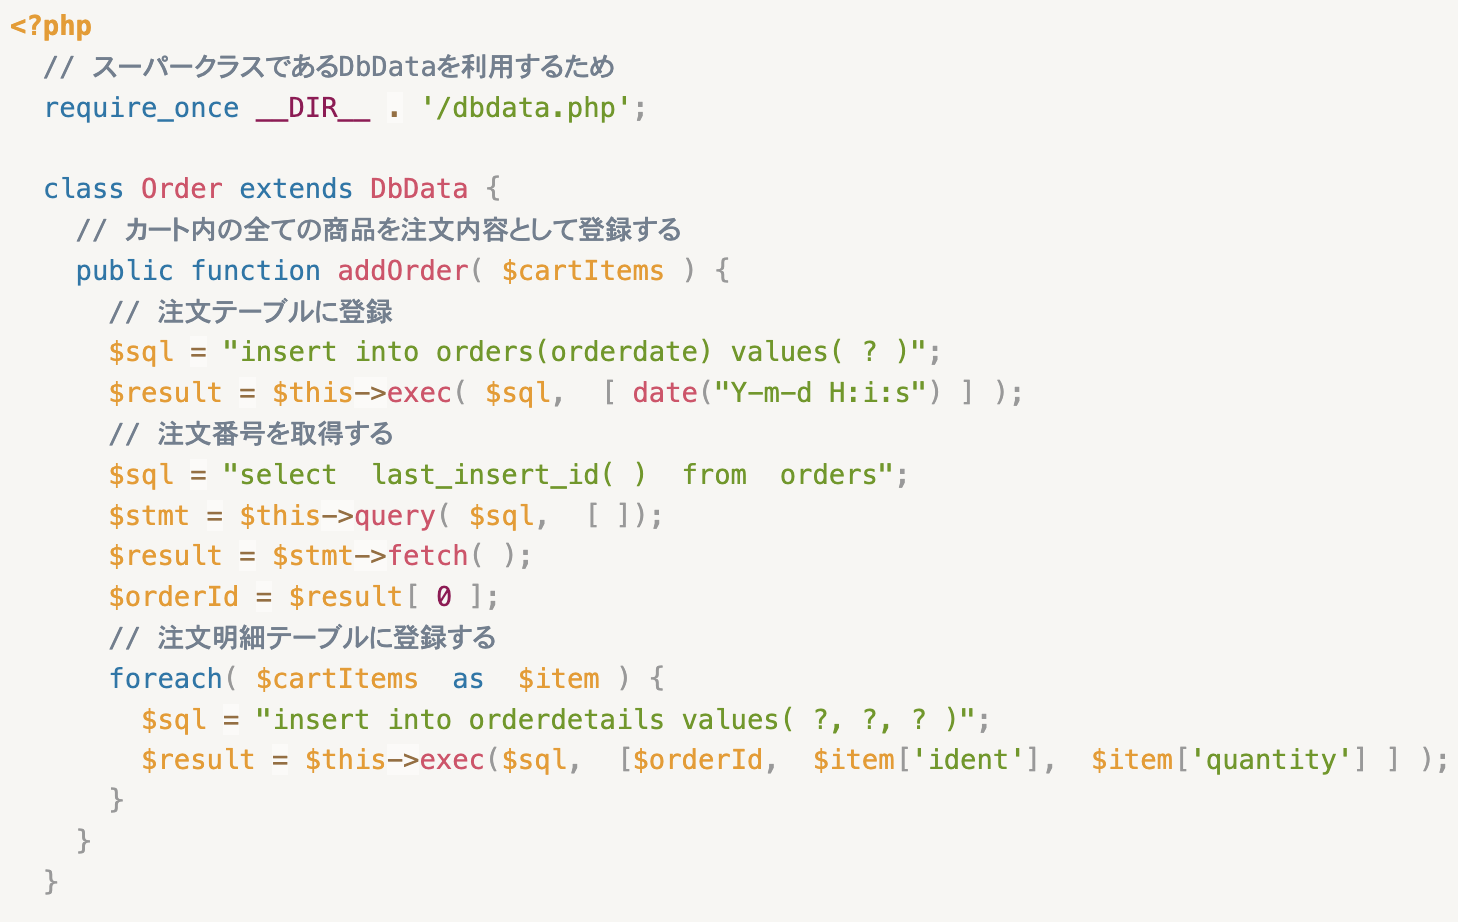 <?php
// スーパークラスであるDbDataを利用するため
require_once __DIR__ . '/dbdata.php';
class Order extends DbData {
// カート内の全ての商品を注文内容として登録する
public function addOrder( $cartItems ) {
// 注文テーブルに登録
$sql = "insert into orders(orderdate) values( ? )";
$result = $this->exec( $sql,  [ date("Y-m-d H:i:s") ] );
// 注文番号を取得する
$sql = "select  last_insert_id( )  from  orders";
$stmt = $this->query( $sql,  [ ]);
$result = $stmt->fetch( );
$orderId = $result[ 0 ];
// 注文明細テーブルに登録する
foreach( $cartItems  as  $item ) {
$sql = "insert into orderdetails values( ?, ?, ? )";
$result = $this->exec($sql,  [$orderId,  $item['ident'],  $item['quantity'] ] );
}
}
}